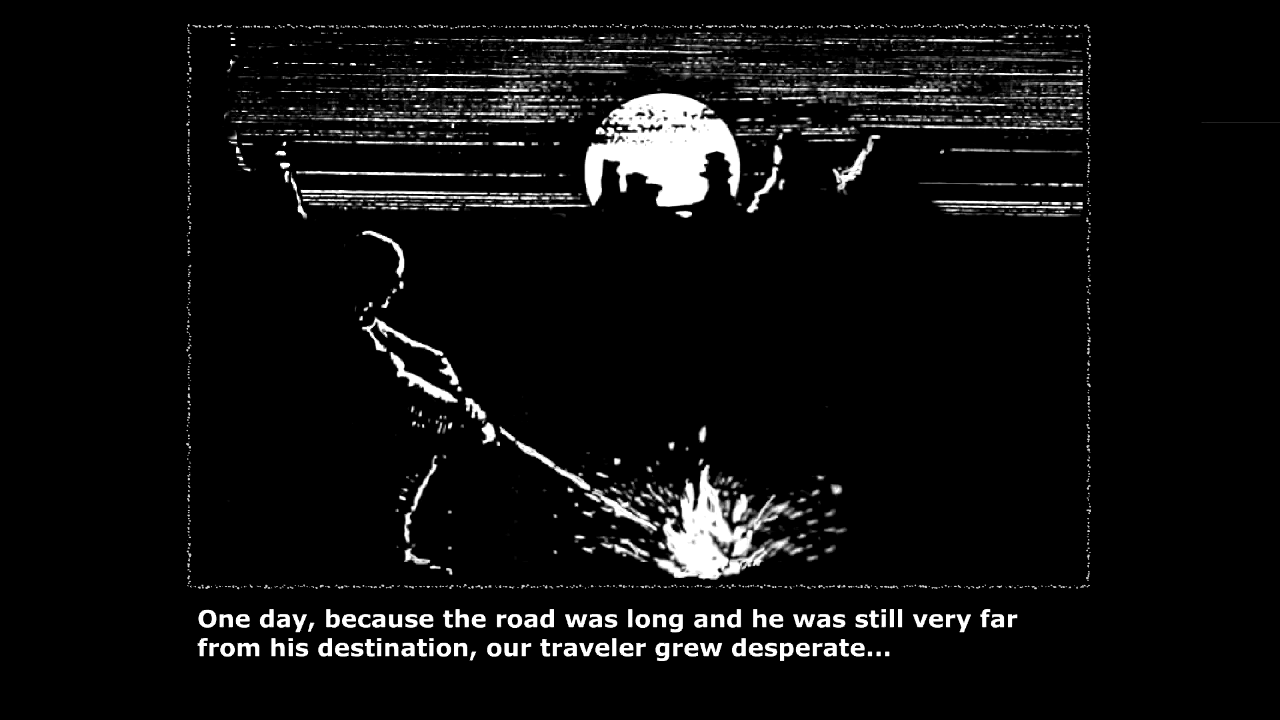 One day, because the road was long and he was still very far
from his destination, our traveler grew desperate...